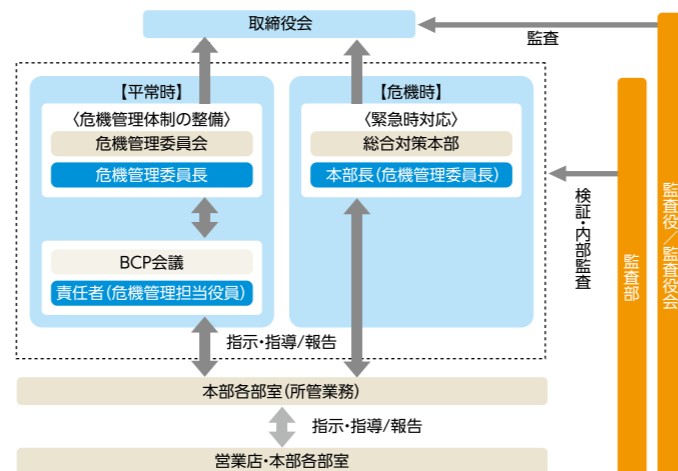 取締役会
監査
【平常時】
〈危機管理体制の整備〉
危機管理委員会
危機管理委員長
BCP会議
責任者(危機管理担当役員)
【危機時】
〈緊急時対応〉
総合対策本部
本部長(危機管理委員長)
検証・内部監査
監査部
監査役/監査役会
指示・指導/報告
本部各部室(所管業務)
指示・指導/報告
営業店・本部各部室